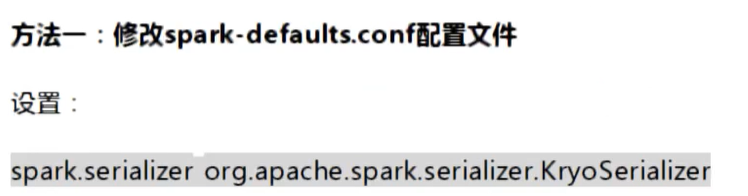 方法一：修改spark-defaults.conf配置文件
设置：
spark.serializer org.apache.spark.serializer.KryoSerializer